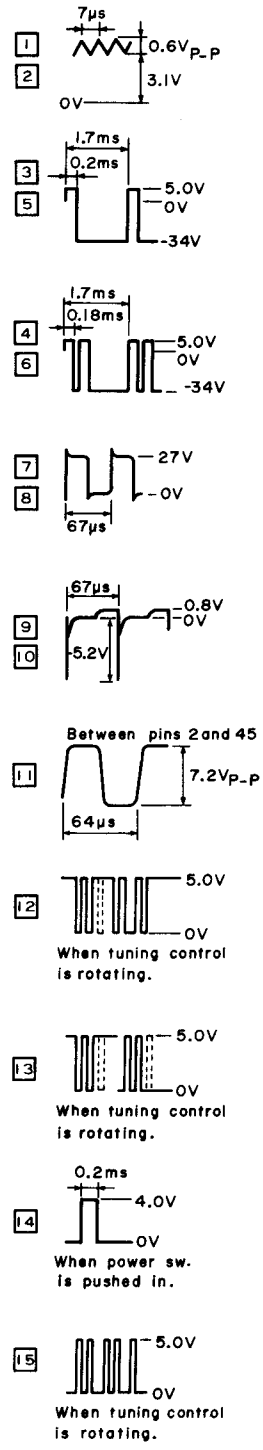 7μs
1
0.6VP-P
2
3.1V
0V
1.7ms
3
0.2ms
5.0V
5
0V
-34V
1.7ms
4
0.18ms
5.0V
6
0V
-34V
7
27V
8
0V
67μs
67μs
0.8V
9
0V
10
-5.2V
Between pins 2 and 45
11
7.2VP-P
64μs
5.0V
12
0V
When tuning control
is rotating.
5.0V
13
0V
When tuning control
is rotating.
0.2ms
4.0V
14
0V
When power sw.
is pushed in.
5.0V
15
0V
When tuning control
is rotating.